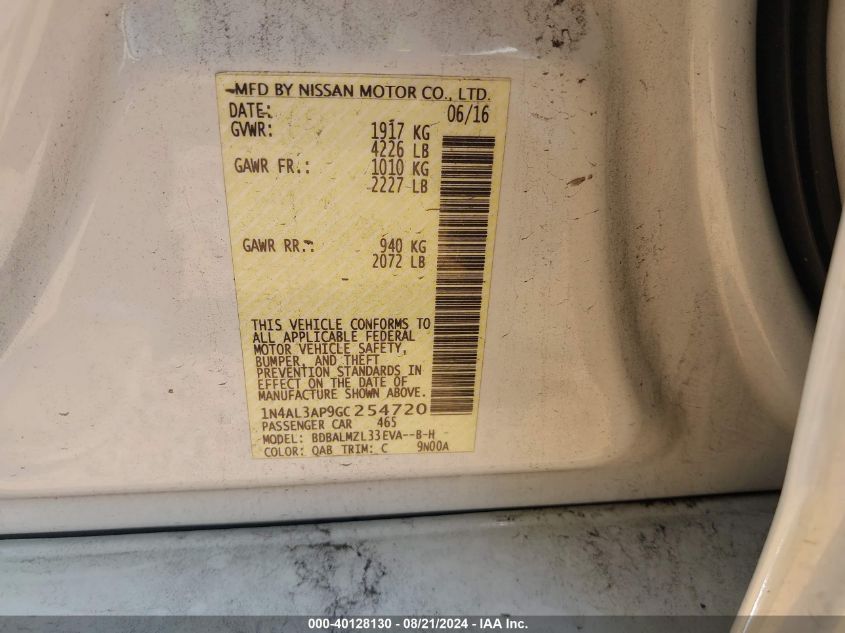 MFD BY NISSAN MOTOR CO., LTD.
DATE: 06/16
GVWR: 1917 KG
4226 LB
GAWR FR.: 1010 KG
2227 LB
GAWR RR.: 940 KG
2072 LB
THIS VEHICLE CONFORMS TO
ALL APPLICABLE FEDERAL
MOTOR VEHICLE SAFETY,
BUMPER, AND THEFT
PREVENTION STANDARDS IN
EFFECT ON THE DATE OF
MANUFACTURE SHOWN ABOVE.
1N4AL3AP9GC254720
PASSENGER CAR 465
MODEL: BDBALMZL33EVA--B-H
COLOR: QAB TRIM: C 9N00A
000-40128130 - 08/21/2024 - IAA Inc.